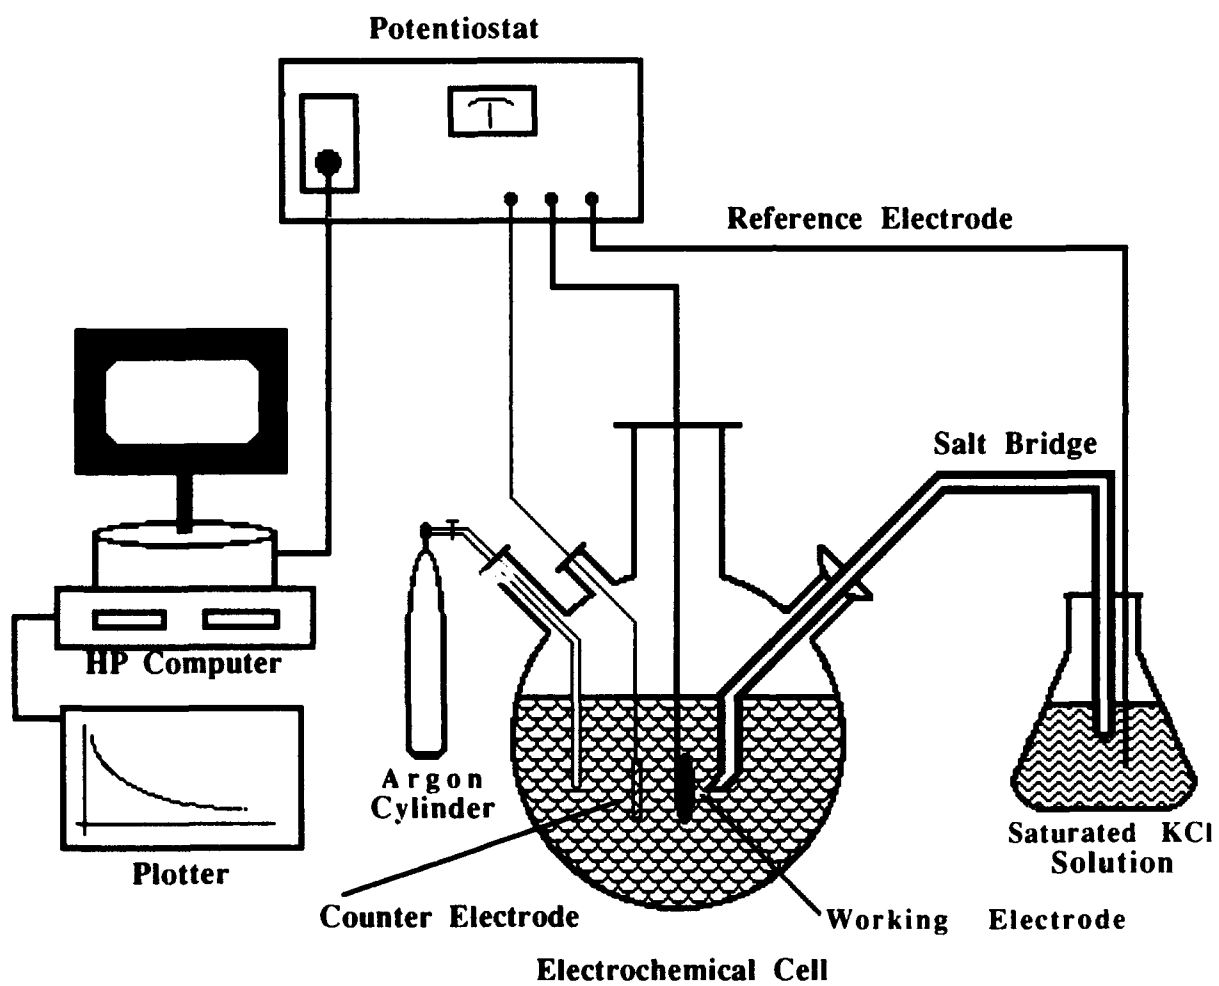 Potentiostat
Reference Electrode
Salt Bridge
HP Computer
Argon
Cylinder
Saturated KCl
Solution
Plotter
Counter Electrode
Working Electrode
Electrochemical Cell